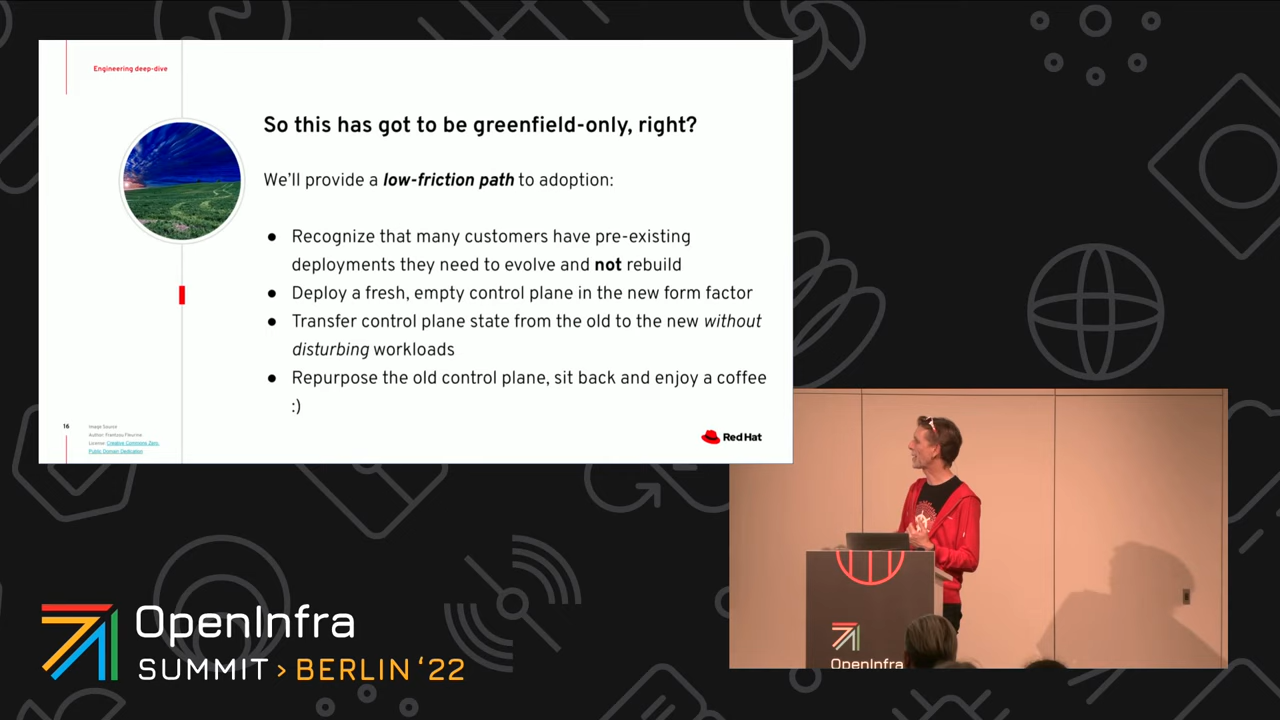 Engineering deep-dive
So this has got to be greenfield-only, right?
We'll provide a low-friction path to adoption:
● Recognize that many customers have pre-existing
deployments they need to evolve and not rebuild
● Deploy a fresh, empty control plane in the new form factor
● Transfer control plane state from the old to the new without
disturbing workloads
● Repurpose the old control plane, sit back and enjoy a coffee
:)
16
Image Source
License: Creative Commons Zero,
Public Domain Dedication
Red Hat
OpenInfra
SUMMIT > BERLIN '22
OpenInfra